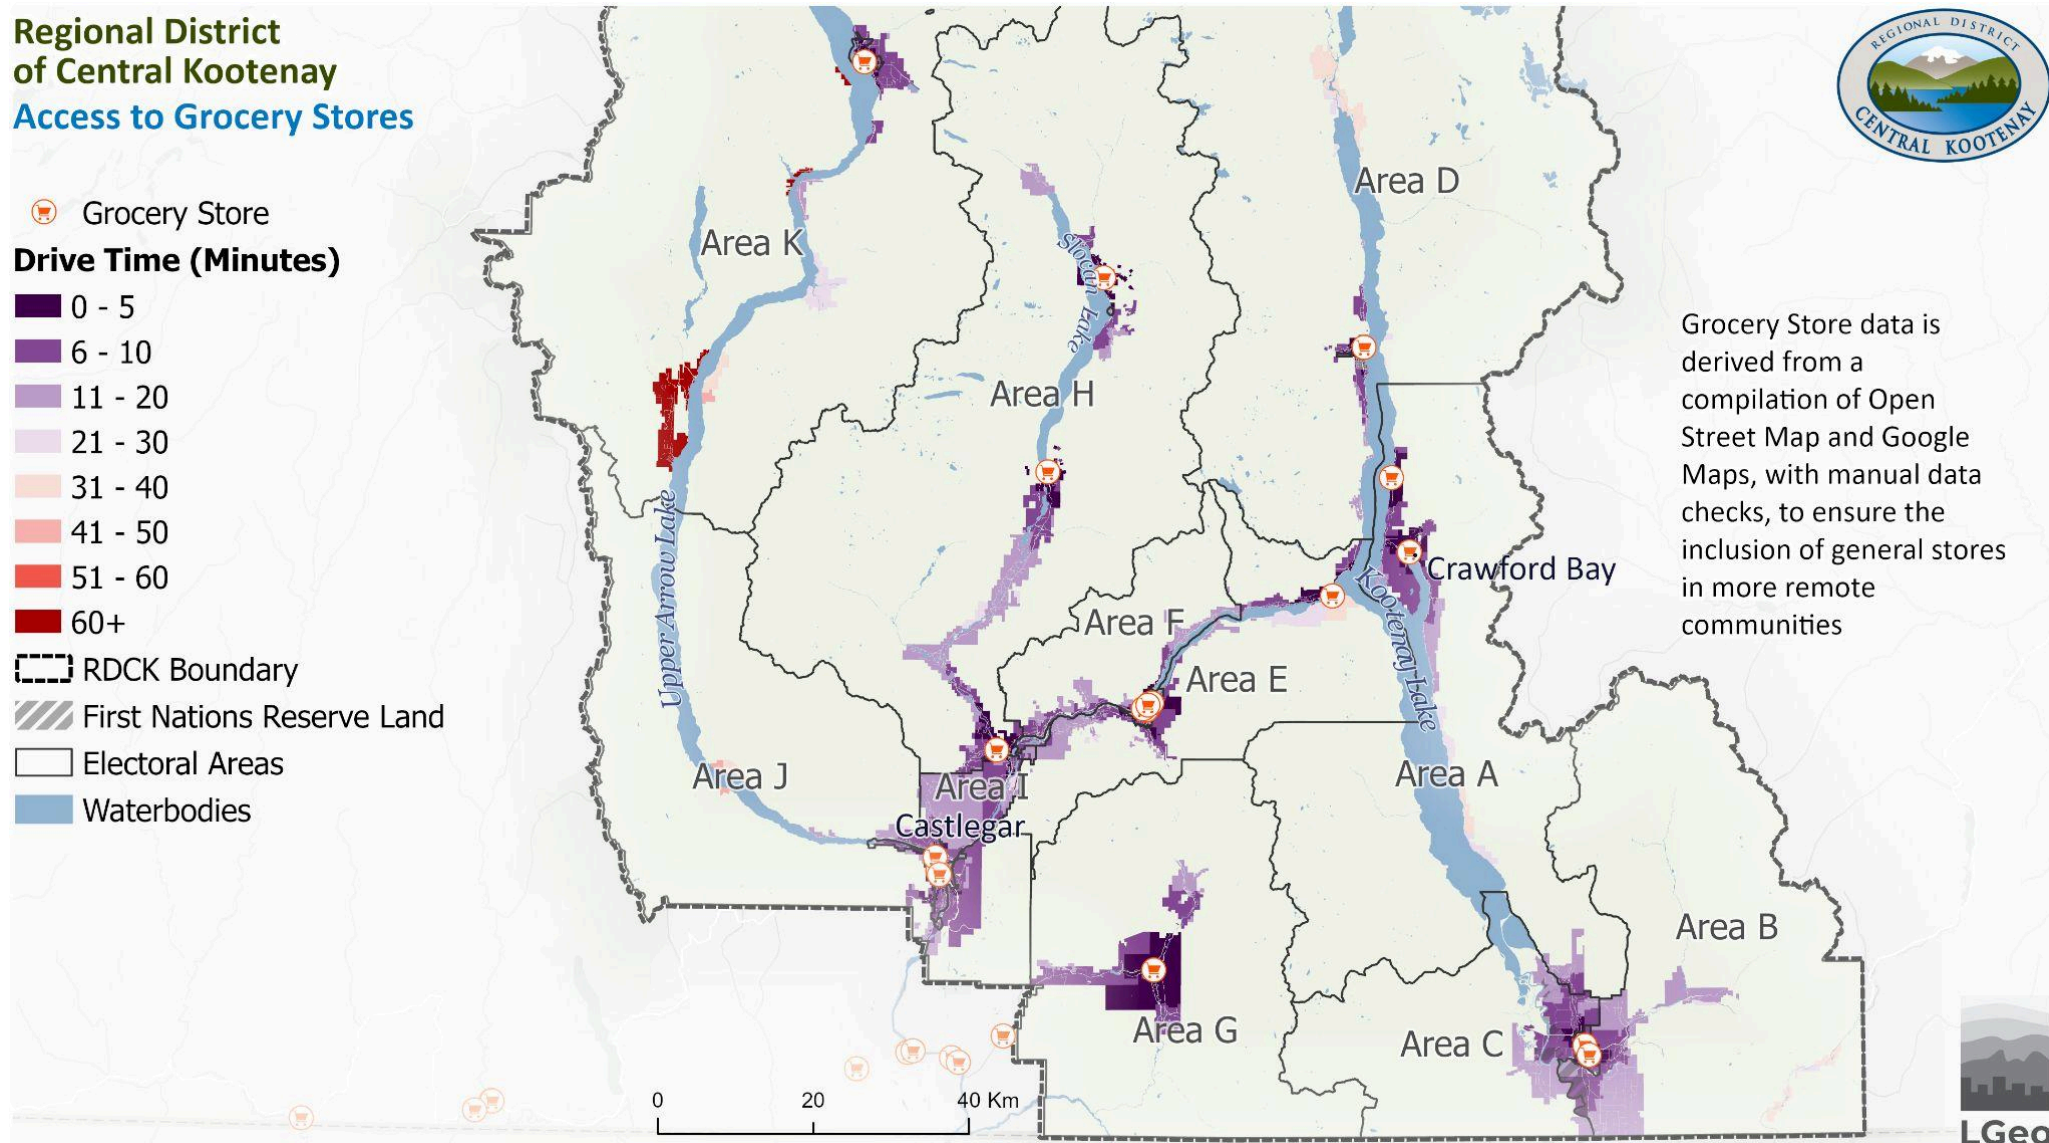 Regional District
of Central Kootenay
Access to Grocery Stores
Grocery Store
Drive Time (Minutes)
0 - 5
6 - 10
11 - 20
21 - 30
31 - 40
41 - 50
51 - 60
60+
RDCK Boundary
First Nations Reserve Land
Electoral Areas
Waterbodies
REGIONAL DISTRICT
CENTRAL KOOTENAY
Area D
Area K
Slocan Lake
Area H
Grocery Store data is
derived from a
compilation of Open
Street Map and Google
Maps, with manual data
checks, to ensure the
inclusion of general stores
in more remote
communities
Upper Arrow Lake
Crawford Bay
Kootenay Lake
Area F
Area E
Area J
Area I
Castlegar
Area A
Area B
Area G
Area C
0 20 40 Km
LGeo